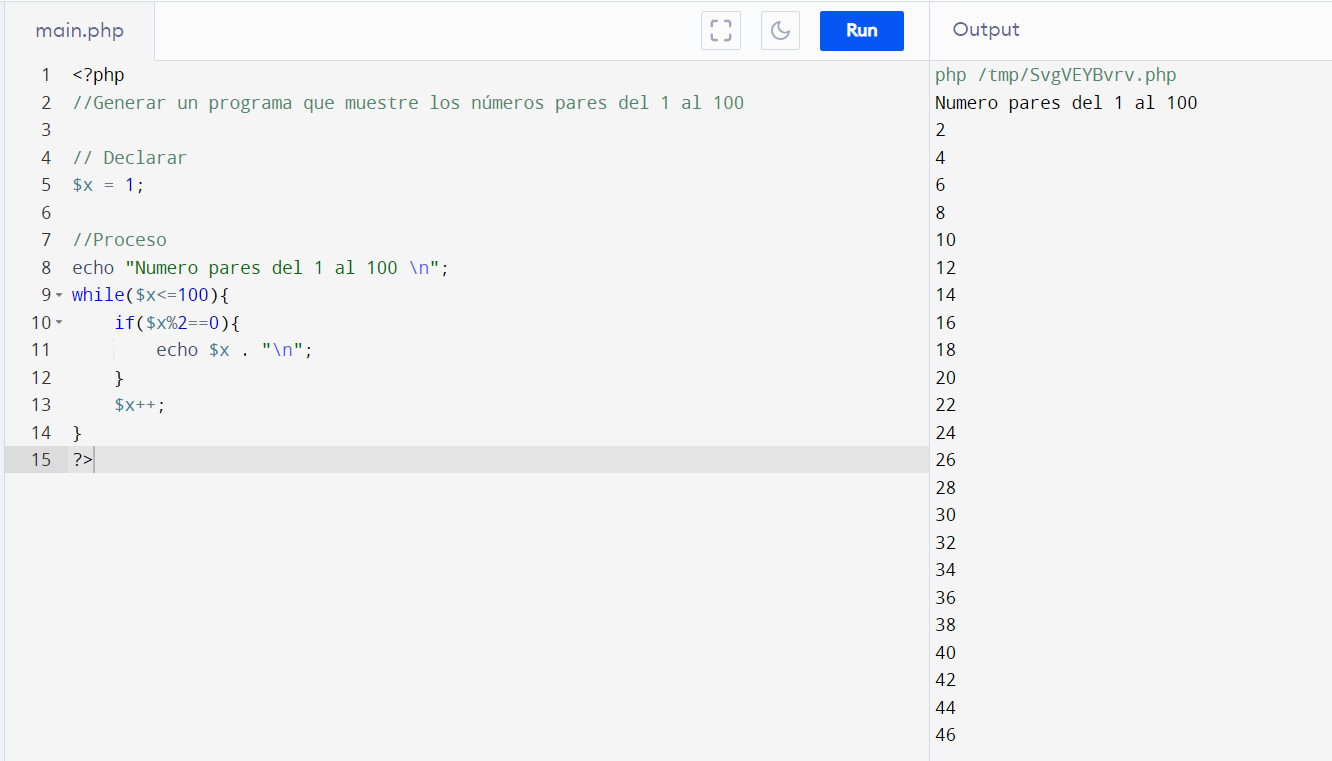 main.php
Run
Output
1 <?php
2 //Generar un programa que muestre los números pares del 1 al 100
3
4 // Declarar
5 $x = 1;
6
7 //Proceso
8 echo "Numero pares del 1 al 100 \n";
9 while($x<=100){
10 if($x%2==0){
11 echo $x . "\n";
12 }
13 $x++;
14 }
15 ?>
php /tmp/SvgVEYBvrv.php
Numero pares del 1 al 100
2
4
6
8
10
12
14
16
18
20
22
24
26
28
30
32
34
36
38
40
42
44
46